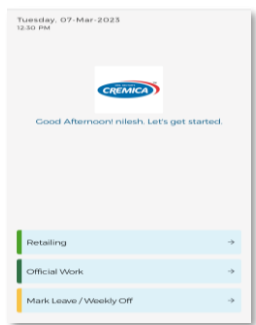 Tuesday, 07-Mar-2023
12:30 PM
CREMICA
Good Afternoon! nilesh. Let's get started.
Retailing
Official Work
Mark Leave / Weekly Off